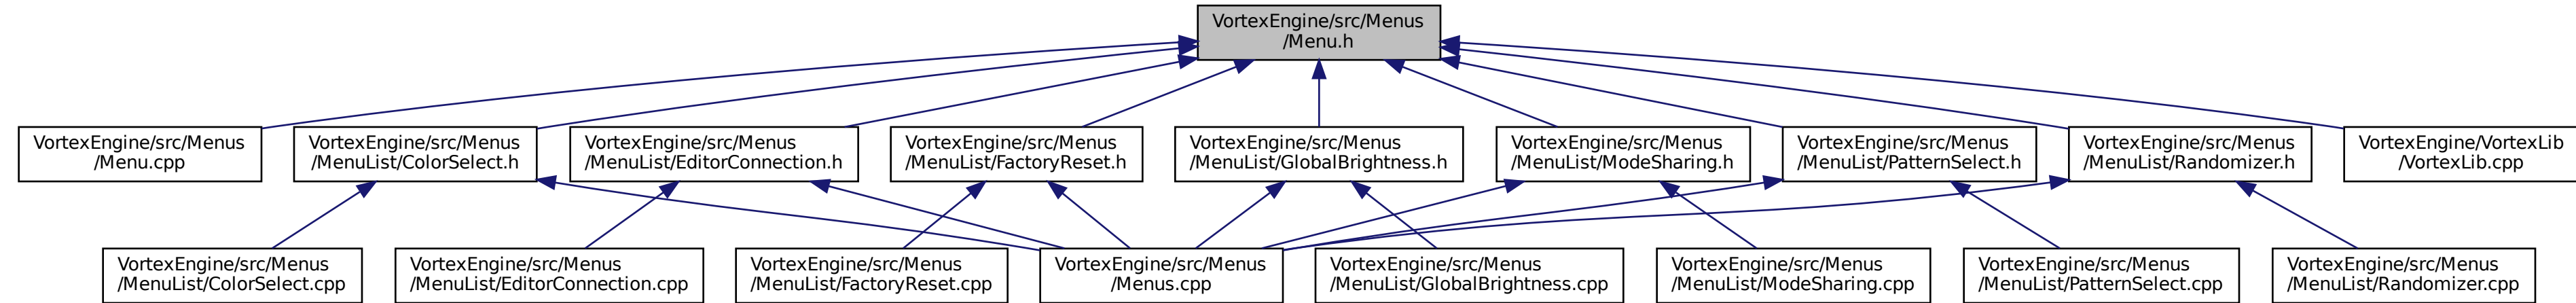 VortexEngine/src/Menus
/Menu.h
VortexEngine/src/Menus
/Menu.cpp
VortexEngine/src/Menus
/MenuList/ColorSelect.h
VortexEngine/src/Menus
/MenuList/EditorConnection.h
VortexEngine/src/Menus
/MenuList/FactoryReset.h
VortexEngine/src/Menus
/MenuList/GlobalBrightness.h
VortexEngine/src/Menus
/MenuList/ModeSharing.h
VortexEngine/src/Menus
/MenuList/PatternSelect.h
VortexEngine/src/Menus
/MenuList/Randomizer.h
VortexEngine/VortexLib
/VortexLib.cpp
VortexEngine/src/Menus
/MenuList/ColorSelect.cpp
VortexEngine/src/Menus
/MenuList/EditorConnection.cpp
VortexEngine/src/Menus
/MenuList/FactoryReset.cpp
VortexEngine/src/Menus
/Menus.cpp
VortexEngine/src/Menus
/MenuList/GlobalBrightness.cpp
VortexEngine/src/Menus
/MenuList/ModeSharing.cpp
VortexEngine/src/Menus
/MenuList/PatternSelect.cpp
VortexEngine/src/Menus
/MenuList/Randomizer.cpp